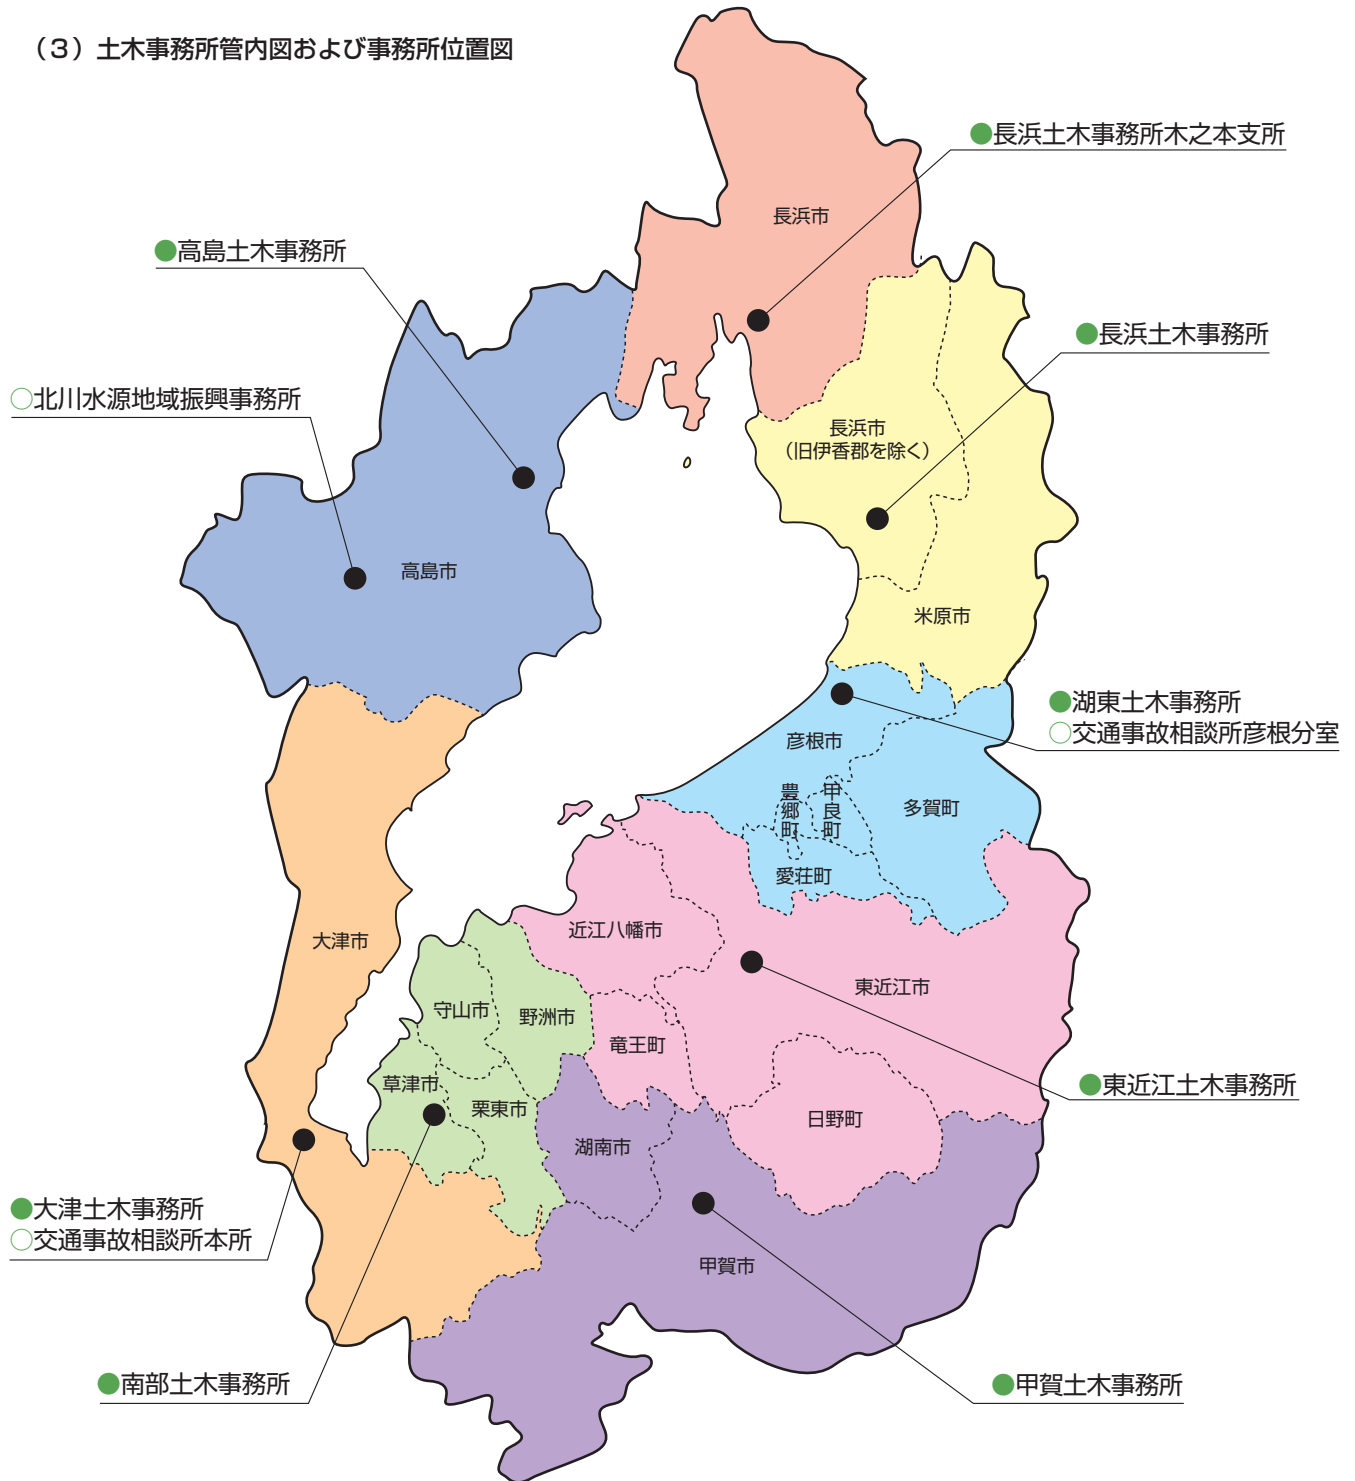 （３）土木事務所管内図および事務所位置図
●長浜土木事務所木之本支所
長浜市
●高島土木事務所
●長浜土木事務所
○北川水源地域振興事務所
長浜市
（旧伊香郡を除く）
高島市
米原市
●湖東土木事務所
○交通事故相談所彦根分室
彦根市
豊郷町
甲良町
多賀町
愛荘町
大津市
近江八幡市
東近江市
守山市
野洲市
竜王町
草津市
●東近江土木事務所
栗東市
日野町
湖南市
●大津土木事務所
○交通事故相談所本所
甲賀市
●南部土木事務所
●甲賀土木事務所